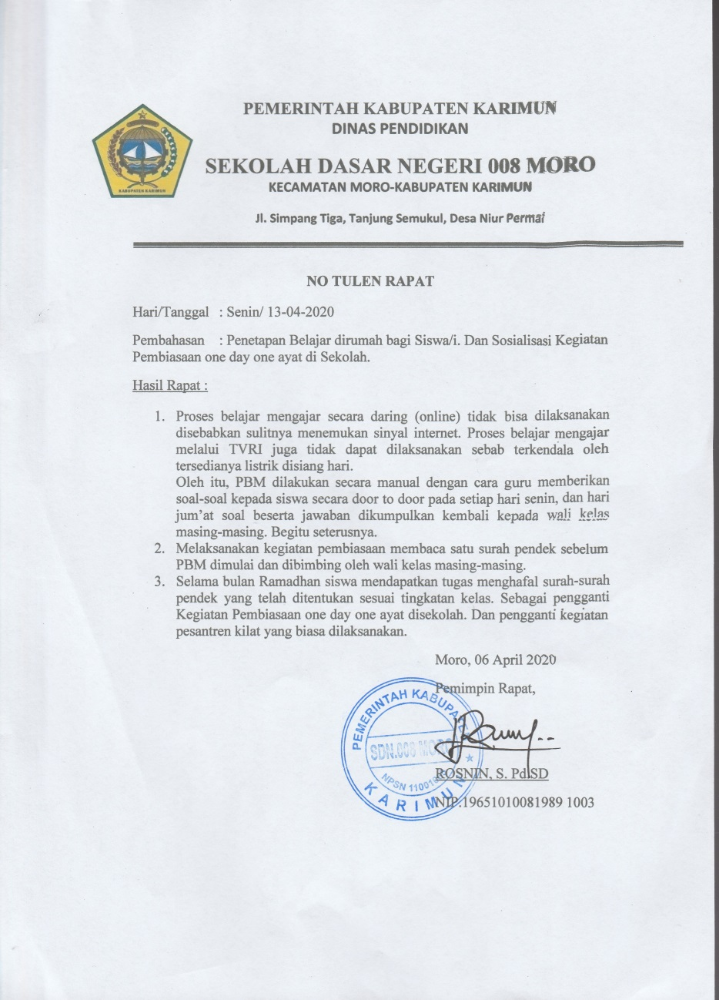 PEMERINTAH KABUPATEN KARIMUN
DINAS PENDIDIKAN
SEKOLAH DASAR NEGERI 008 MORO
KECAMATAN MORO-KABUPATEN KARIMUN
Jl. Simpang Tiga, Tanjung Semukul, Desa Niur Permai
KABUPATEN KARIMUN
NO TULEN RAPAT
Hari/Tanggal : Senin/ 13-04-2020
Pembahasan : Penetapan Belajar dirumah bagi Siswa/i. Dan Sosialisasi Kegiatan
Pembiasaan one day one ayat di Sekolah.
Hasil Rapat :
1. Proses belajar mengajar secara daring (online) tidak bisa dilaksanakan
disebabkan sulitnya menemukan sinyal internet. Proses belajar mengajar
melalui TVRI juga tidak dapat dilaksanakan sebab terkendala oleh
tersedianya listrik disiang hari.
Oleh itu, PBM dilakukan secara manual dengan cara guru memberikan
soal-soal kepada siswa secara door to door pada setiap hari senin, dan hari
jum'at soal beserta jawaban dikumpulkan kembali kepada wali kelas
masing-masing. Begitu seterusnya.
2. Melaksanakan kegiatan pembiasaan membaca satu surah pendek sebelum
PBM dimulai dan dibimbing oleh wali kelas masing-masing.
3. Selama bulan Ramadhan siswa mendapatkan tugas menghafal surah-surah
pendek yang telah ditentukan sesuai tingkatan kelas. Sebagai pengganti
Kegiatan Pembiasaan one day one ayat disekolah. Dan pengganti kegiatan
pesantren kilat yang biasa dilaksanakan.
Moro, 06 April 2020
Pemimpin Rapat,
PEMERINTAH KABUPATEN
SDN.008 MORO
NPSN
KARIMUN
ROSNIN, S. Pd.SD
NIP.19651010081989 1003